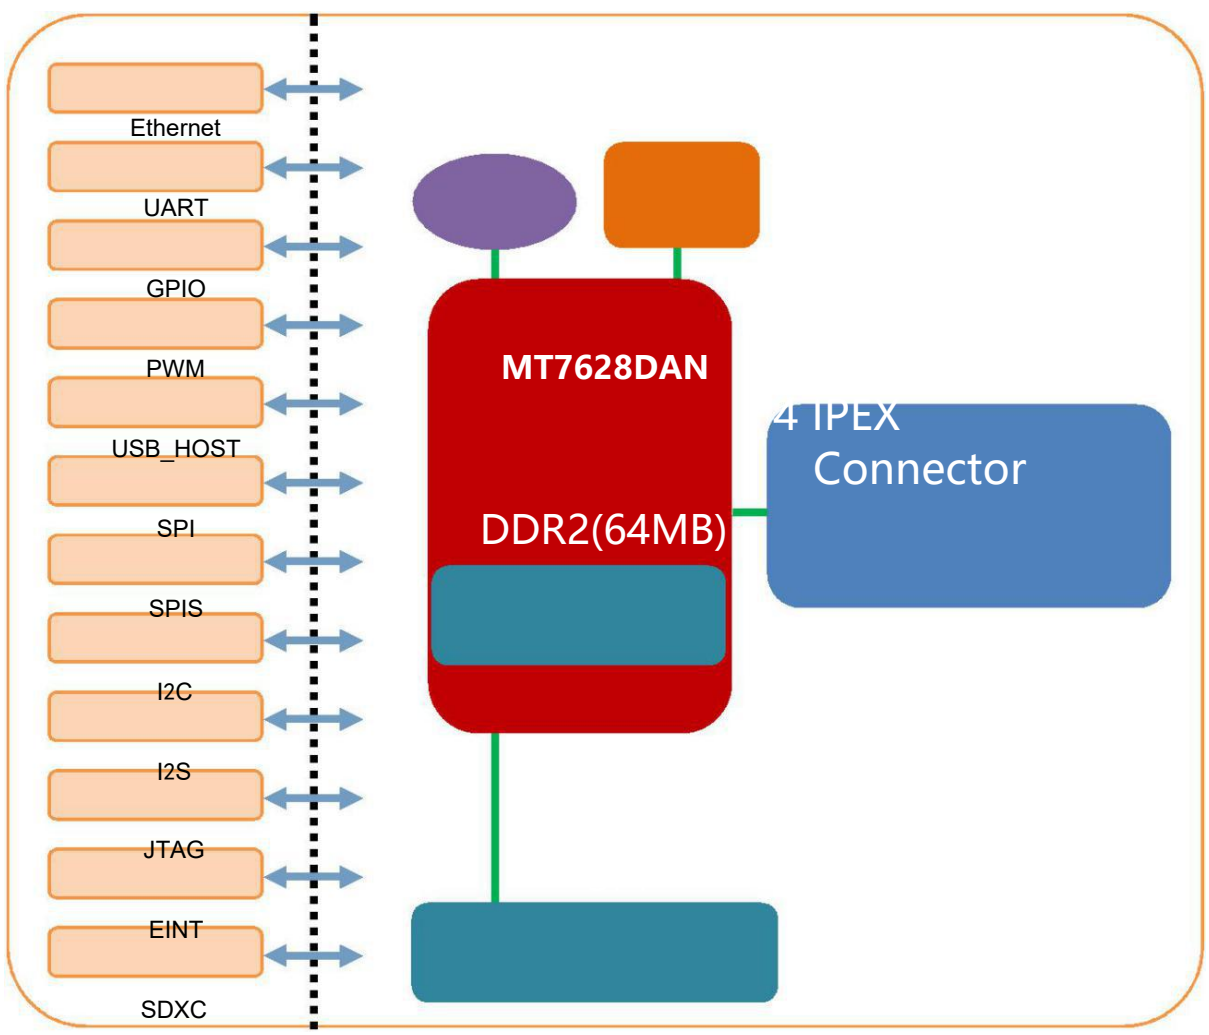 Ethernet
UART
GPIO
PWM
USB_HOST
SPI
SPIS
I2C
I2S
JTAG
EINT
SDXC
MT7628DAN
DDR2(64MB)
4 IPEX
Connector